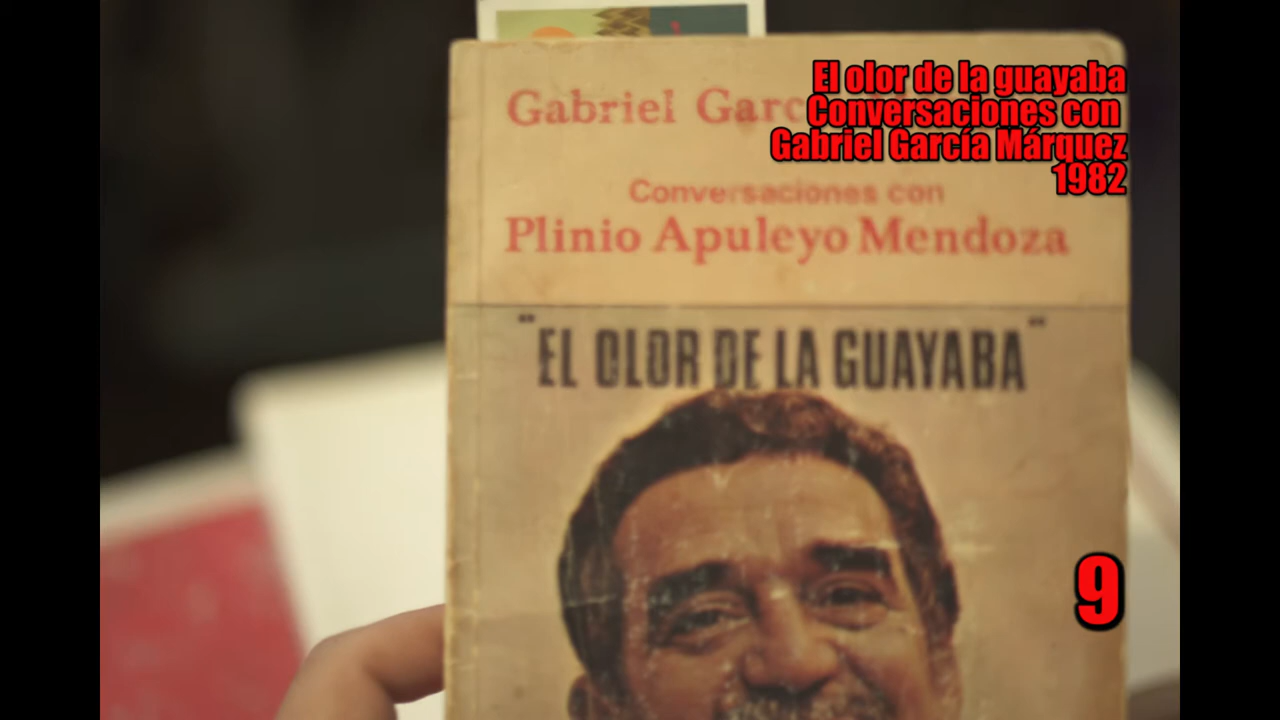 El olor de la guayaba
Conversaciones con
Gabriel García Márquez
1982
Gabriel
Conversaciones con
Plinio Apuleyo Mendoza
"EL OLOR DE LA GUAYABA"
9